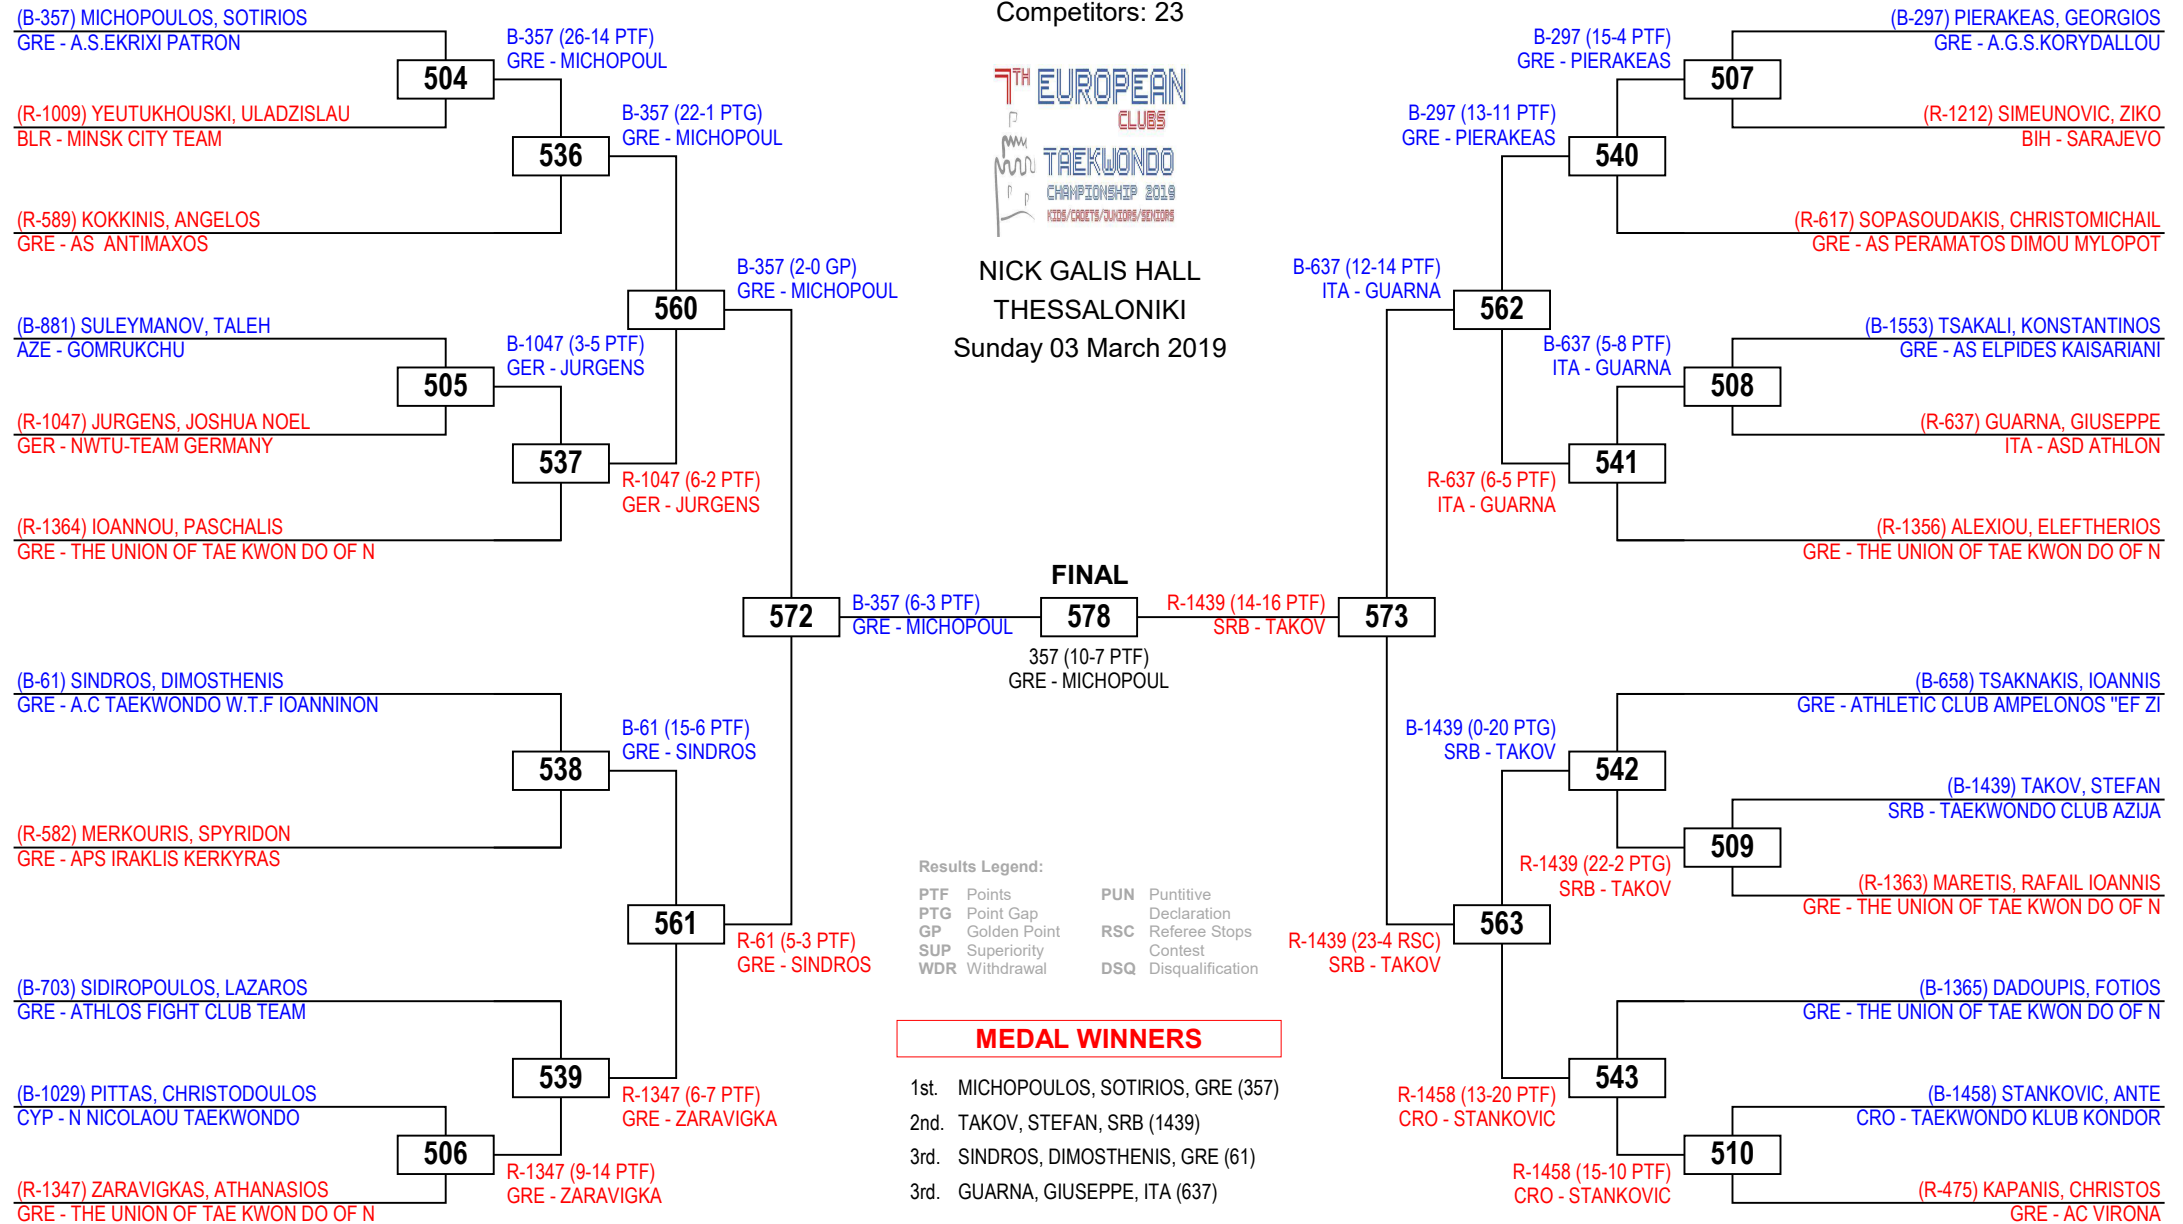 Competitors: 23
7TH EUROPEAN
CLUBS
TAEKWONDO
CHAMPIONSHIP 2019
KIDS/CADETS/JUNIORS/SENIORS
NICK GALIS HALL
THESSALONIKI
Sunday 03 March 2019
(B-357) MICHOPOULOS, SOTIRIOS
GRE - A.S.EKRIXI PATRON
504
(R-1009) YEUTUKHOUSKI, ULADZISLAU
BLR - MINSK CITY TEAM
B-357 (26-14 PTF)
GRE - MICHOPOUL
536
(R-589) KOKKINIS, ANGELOS
GRE - AS  ANTIMAXOS
B-357 (22-1 PTG)
GRE - MICHOPOUL
560
(B-881) SULEYMANOV, TALEH
AZE - GOMRUKCHU
505
(R-1047) JURGENS, JOSHUA NOEL
GER - NWTU-TEAM GERMANY
B-1047 (3-5 PTF)
GER - JURGENS
537
(R-1364) IOANNOU, PASCHALIS
GRE - THE UNION OF TAE KWON DO OF N
R-1047 (6-2 PTF)
GER - JURGENS
B-357 (2-0 GP)
GRE - MICHOPOUL
572
(B-61) SINDROS, DIMOSTHENIS
GRE - A.C TAEKWONDO W.T.F IOANNINON
538
(R-582) MERKOURIS, SPYRIDON
GRE - APS IRAKLIS KERKYRAS
B-61 (15-6 PTF)
GRE - SINDROS
561
(B-703) SIDIROPOULOS, LAZAROS
GRE - ATHLOS FIGHT CLUB TEAM
539
(B-1029) PITTAS, CHRISTODOULOS
CYP - N NICOLAOU TAEKWONDO
506
(R-1347) ZARAVIGKAS, ATHANASIOS
GRE - THE UNION OF TAE KWON DO OF N
R-1347 (9-14 PTF)
GRE - ZARAVIGKA
R-1347 (6-7 PTF)
GRE - ZARAVIGKA
R-61 (5-3 PTF)
GRE - SINDROS
B-357 (6-3 PTF)
GRE - MICHOPOUL
FINAL
578
357 (10-7 PTF)
GRE - MICHOPOUL
R-1439 (14-16 PTF)
SRB - TAKOV
573
(B-297) PIERAKEAS, GEORGIOS
GRE - A.G.S.KORYDALLOU
507
(R-1212) SIMEUNOVIC, ZIKO
BIH - SARAJEVO
B-297 (15-4 PTF)
GRE - PIERAKEAS
540
(R-617) SOPASOUDAKIS, CHRISTOMICHAIL
GRE - AS PERAMATOS DIMOU MYLOPOT
B-297 (13-11 PTF)
GRE - PIERAKEAS
562
(B-1553) TSAKALI, KONSTANTINOS
GRE - AS ELPIDES KAISARIANI
508
(R-637) GUARNA, GIUSEPPE
ITA - ASD ATHLON
B-637 (5-8 PTF)
ITA - GUARNA
541
(R-1356) ALEXIOU, ELEFTHERIOS
GRE - THE UNION OF TAE KWON DO OF N
R-637 (6-5 PTF)
ITA - GUARNA
B-637 (12-14 PTF)
ITA - GUARNA
(B-658) TSAKNAKIS, IOANNIS
GRE - ATHLETIC CLUB AMPELONOS "EF ZI
542
(B-1439) TAKOV, STEFAN
SRB - TAEKWONDO CLUB AZIJA
509
(R-1363) MARETIS, RAFAIL IOANNIS
GRE - THE UNION OF TAE KWON DO OF N
R-1439 (22-2 PTG)
SRB - TAKOV
B-1439 (0-20 PTG)
SRB - TAKOV
563
(B-1365) DADOUPIS, FOTIOS
GRE - THE UNION OF TAE KWON DO OF N
543
(B-1458) STANKOVIC, ANTE
CRO - TAEKWONDO KLUB KONDOR
510
(R-475) KAPANIS, CHRISTOS
GRE - AC VIRONA
R-1458 (15-10 PTF)
CRO - STANKOVIC
R-1458 (13-20 PTF)
CRO - STANKOVIC
R-1439 (23-4 RSC)
SRB - TAKOV
Results Legend:
PTF Points
PTG Point Gap
GP Golden Point
SUP Superiority
WDR Withdrawal
PUN Puntitive
Declaration
RSC Referee Stops
Contest
DSQ Disqualification
MEDAL WINNERS
1st. MICHOPOULOS, SOTIRIOS, GRE (357)
2nd. TAKOV, STEFAN, SRB (1439)
3rd. SINDROS, DIMOSTHENIS, GRE (61)
3rd. GUARNA, GIUSEPPE, ITA (637)